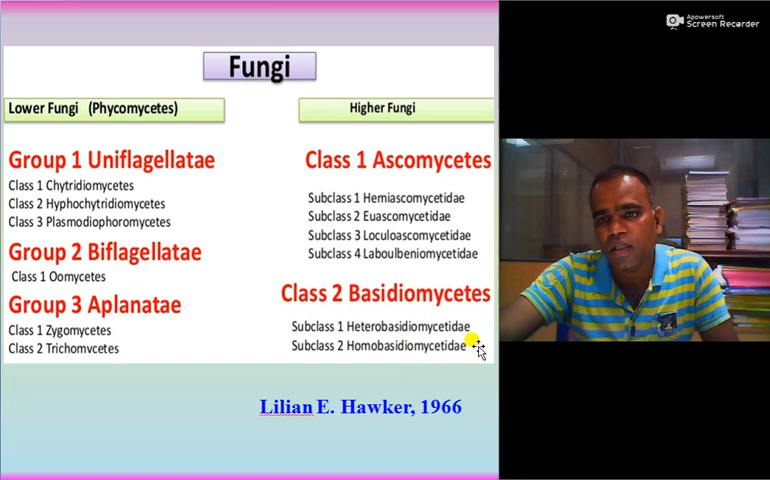 Fungi
Lower Fungi (Phycomycetes)
Group 1 Uniflagellatae
Class 1 Chytridiomycetes
Class 2 Hyphochytridiomycetes
Class 3 Plasmodiophoromycetes
Group 2 Biflagellatae
Class 1 Oomycetes
Group 3 Aplanatae
Class 1 Zygomycetes
Class 2 Trichomycetes
Higher Fungi
Class 1 Ascomycetes
Subclass 1 Hemiascomycetidae
Subclass 2 Euascomycetidae
Subclass 3 Loculoascomycetidae
Subclass 4 Laboulbeniomycetidae
Class 2 Basidiomycetes
Subclass 1 Heterobasidiomycetidae
Subclass 2 Homobasidiomycetidae
Lilian E. Hawker, 1966
Apowersoft
Screen Recorder